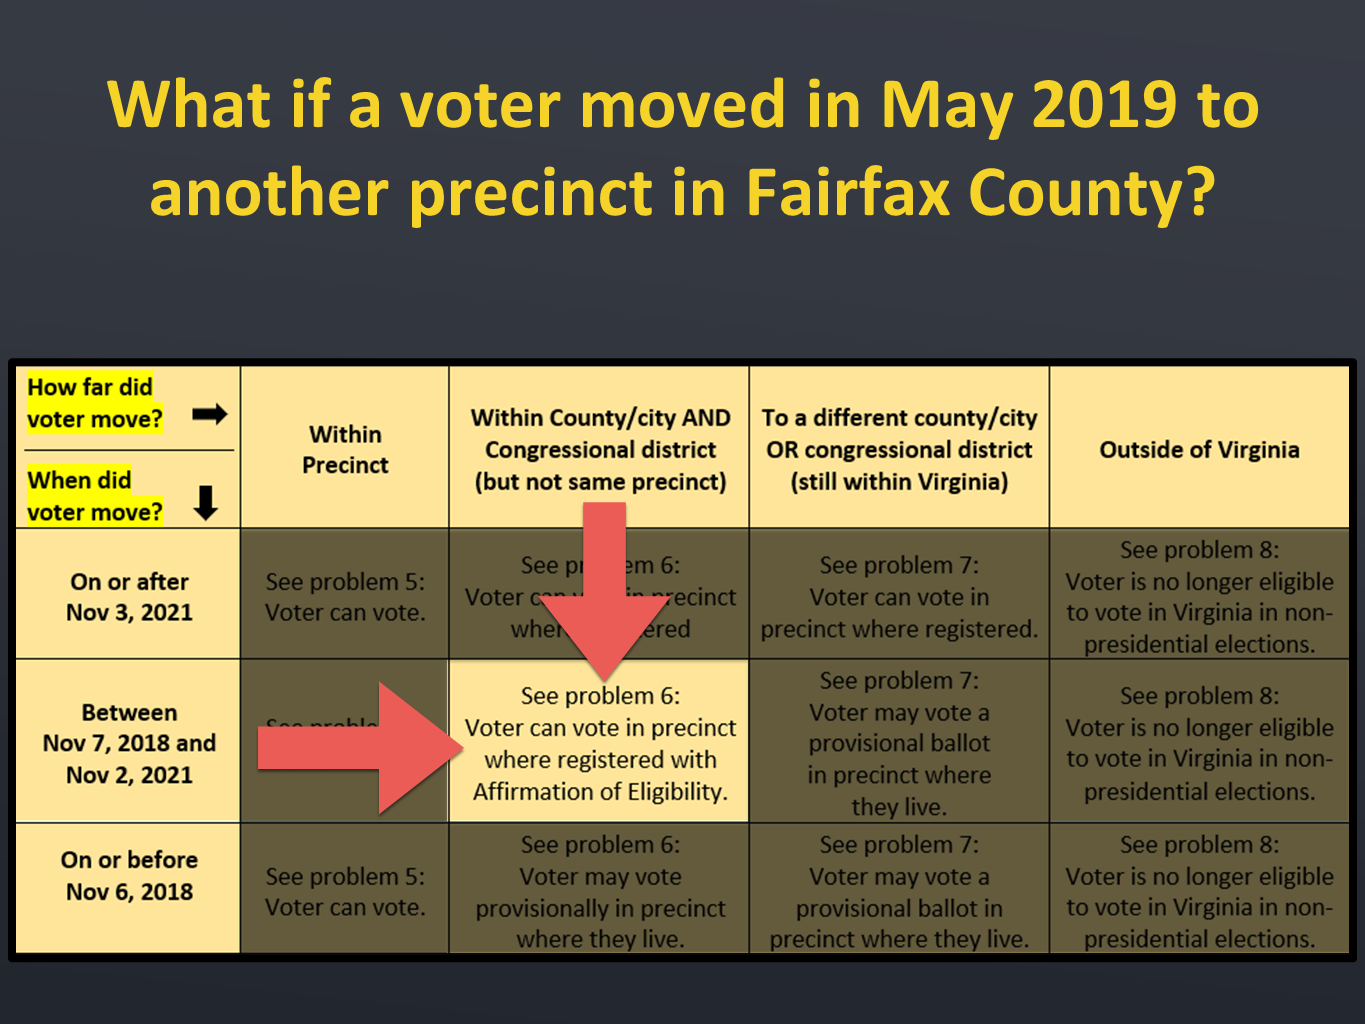 What if a voter moved in May 2019 to
another precinct in Fairfax County?
How far did
voter move?
When did
voter move?
Within
Precinct
Within County/city AND
Congressional district
(but not same precinct)
To a different county/city
OR congressional district
(still within Virginia)
Outside of Virginia
On or after
Nov 3, 2021
See problem 5:
Voter can vote.
See 6:
Voter precinct

See problem 7:
Voter can vote in
precinct where registered.
See problem 8:
Voter is no longer eligible
to vote in Virginia in non-
presidential elections.
Between
Nov 7, 2018 and
Nov 2, 2021
See problem 6:
Voter can vote in precinct
where registered with
Affirmation of Eligibility.
See problem 7:
Voter may vote a
provisional ballot
in precinct where
they live.
See problem 8:
Voter is no longer eligible
to vote in Virginia in non-
presidential elections.
On or before
Nov 6, 2018
See problem 5:
Voter can vote.
See problem 6:
Voter may vote
provisionally in precinct
where they live.
See problem 7:
Voter may vote a
provisional ballot in
precinct where they live.
See problem 8:
Voter is no longer eligible
to vote in Virginia in non-
presidential elections.